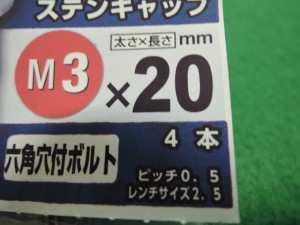 ステンキャップ
太さ×長さ mm
M3×20
4本
六角穴付ボルト
ピッチ0.5
レンチサイズ2.5